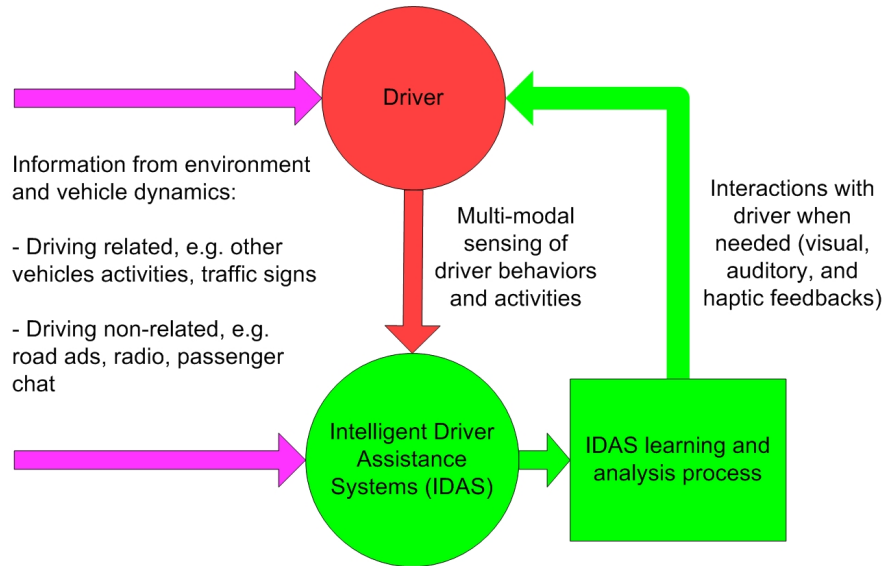 Driver
Information from environment
and vehicle dynamics:
- Driving related, e.g. other
vehicles activities, traffic signs
- Driving non-related, e.g.
road ads, radio, passenger
chat
Multi-modal
sensing of
driver behaviors
and activities
Interactions with
driver when
needed (visual,
auditory, and
haptic feedbacks)
Intelligent Driver
Assistance
Systems (IDAS)
IDAS learning and
analysis process